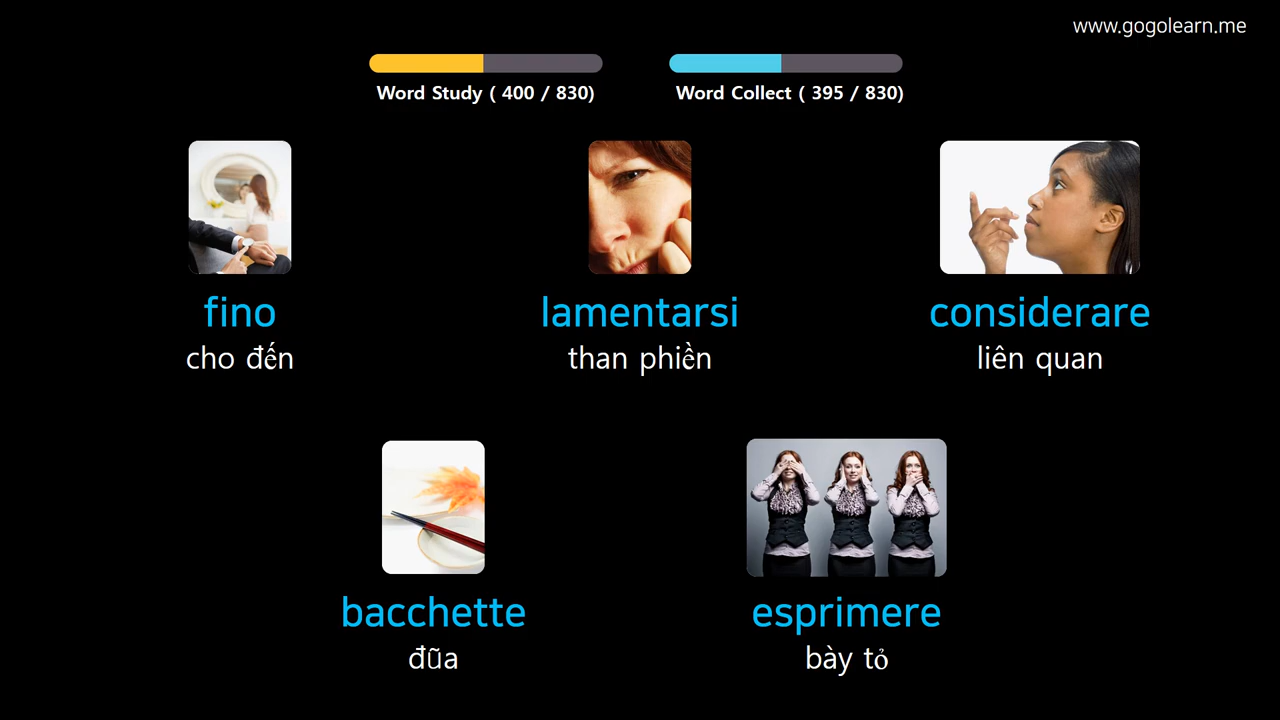 www.gogolearn.me
Word Study ( 400 / 830)
Word Collect ( 395 / 830)
fino
cho đến
lamentarsi
than phiền
considerare
liên quan
bacchette
đũa
esprimere
bày tỏ